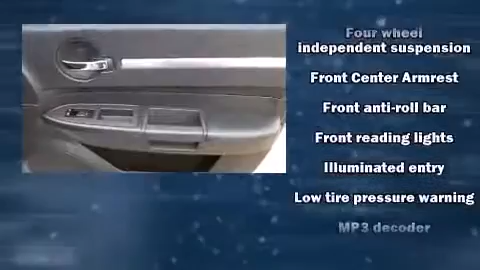 Four wheel
independent suspension
Front Center Armrest
Front anti-roll bar
Front reading lights
Illuminated entry
Low tire pressure warning
MP3 decoder